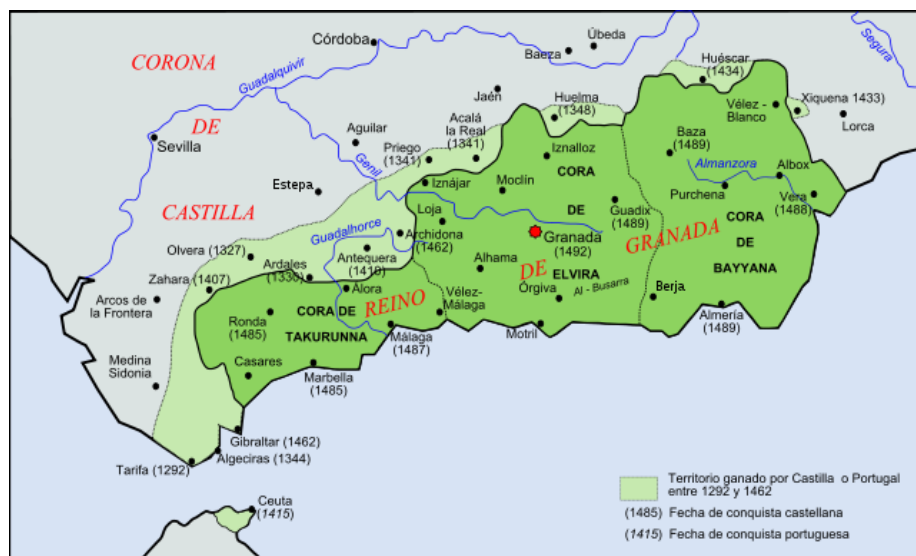 CORONA
DE
CASTILLA
Córdoba
Úbeda
Baeza
Segura
Guadalquivir
Sevilla
Jaén
Huelma
(1348)
Huéscar
(1434)
Vélez -
Blanco
Xiquena 1433)
Lorca
Aguilar
Acalá
la Real
(1341)
Priego
(1341)
Genil
Estepa
Iznájar
Moclín
Iznalloz
CORA
DE
ELVIRA
Baza
(1489)
Almanzora
Albox
Purchena
Vera
(1488)
CORA
DE
BAYYANA
Guadix
(1489)
Loja
Guadalhorce
Archidona
(1462)
Antequera
(1410)
Granada
(1492)
REINO
DE
GRANADA
Olvera (1327)
Zahara (1407)
Ardales
(1330)
Álora
Alhama
Órgiva
Al - Busarra
Berja
Arcos de
la Frontera
Ronda
(1485)
CORA DE
TAKURUNNA
Vélez-
Málaga
Málaga
(1487)
Motril
Almería
(1489)
Casares
Marbella
(1485)
Medina
Sidonia
Gibraltar (1462)
Algeciras (1344)
Tarifa (1292)
Ceuta
(1415)
Territorio ganado por Castilla o Portugal
entre 1292 y 1462
(1485) Fecha de conquista castellana
(1415) Fecha de conquista portuguesa